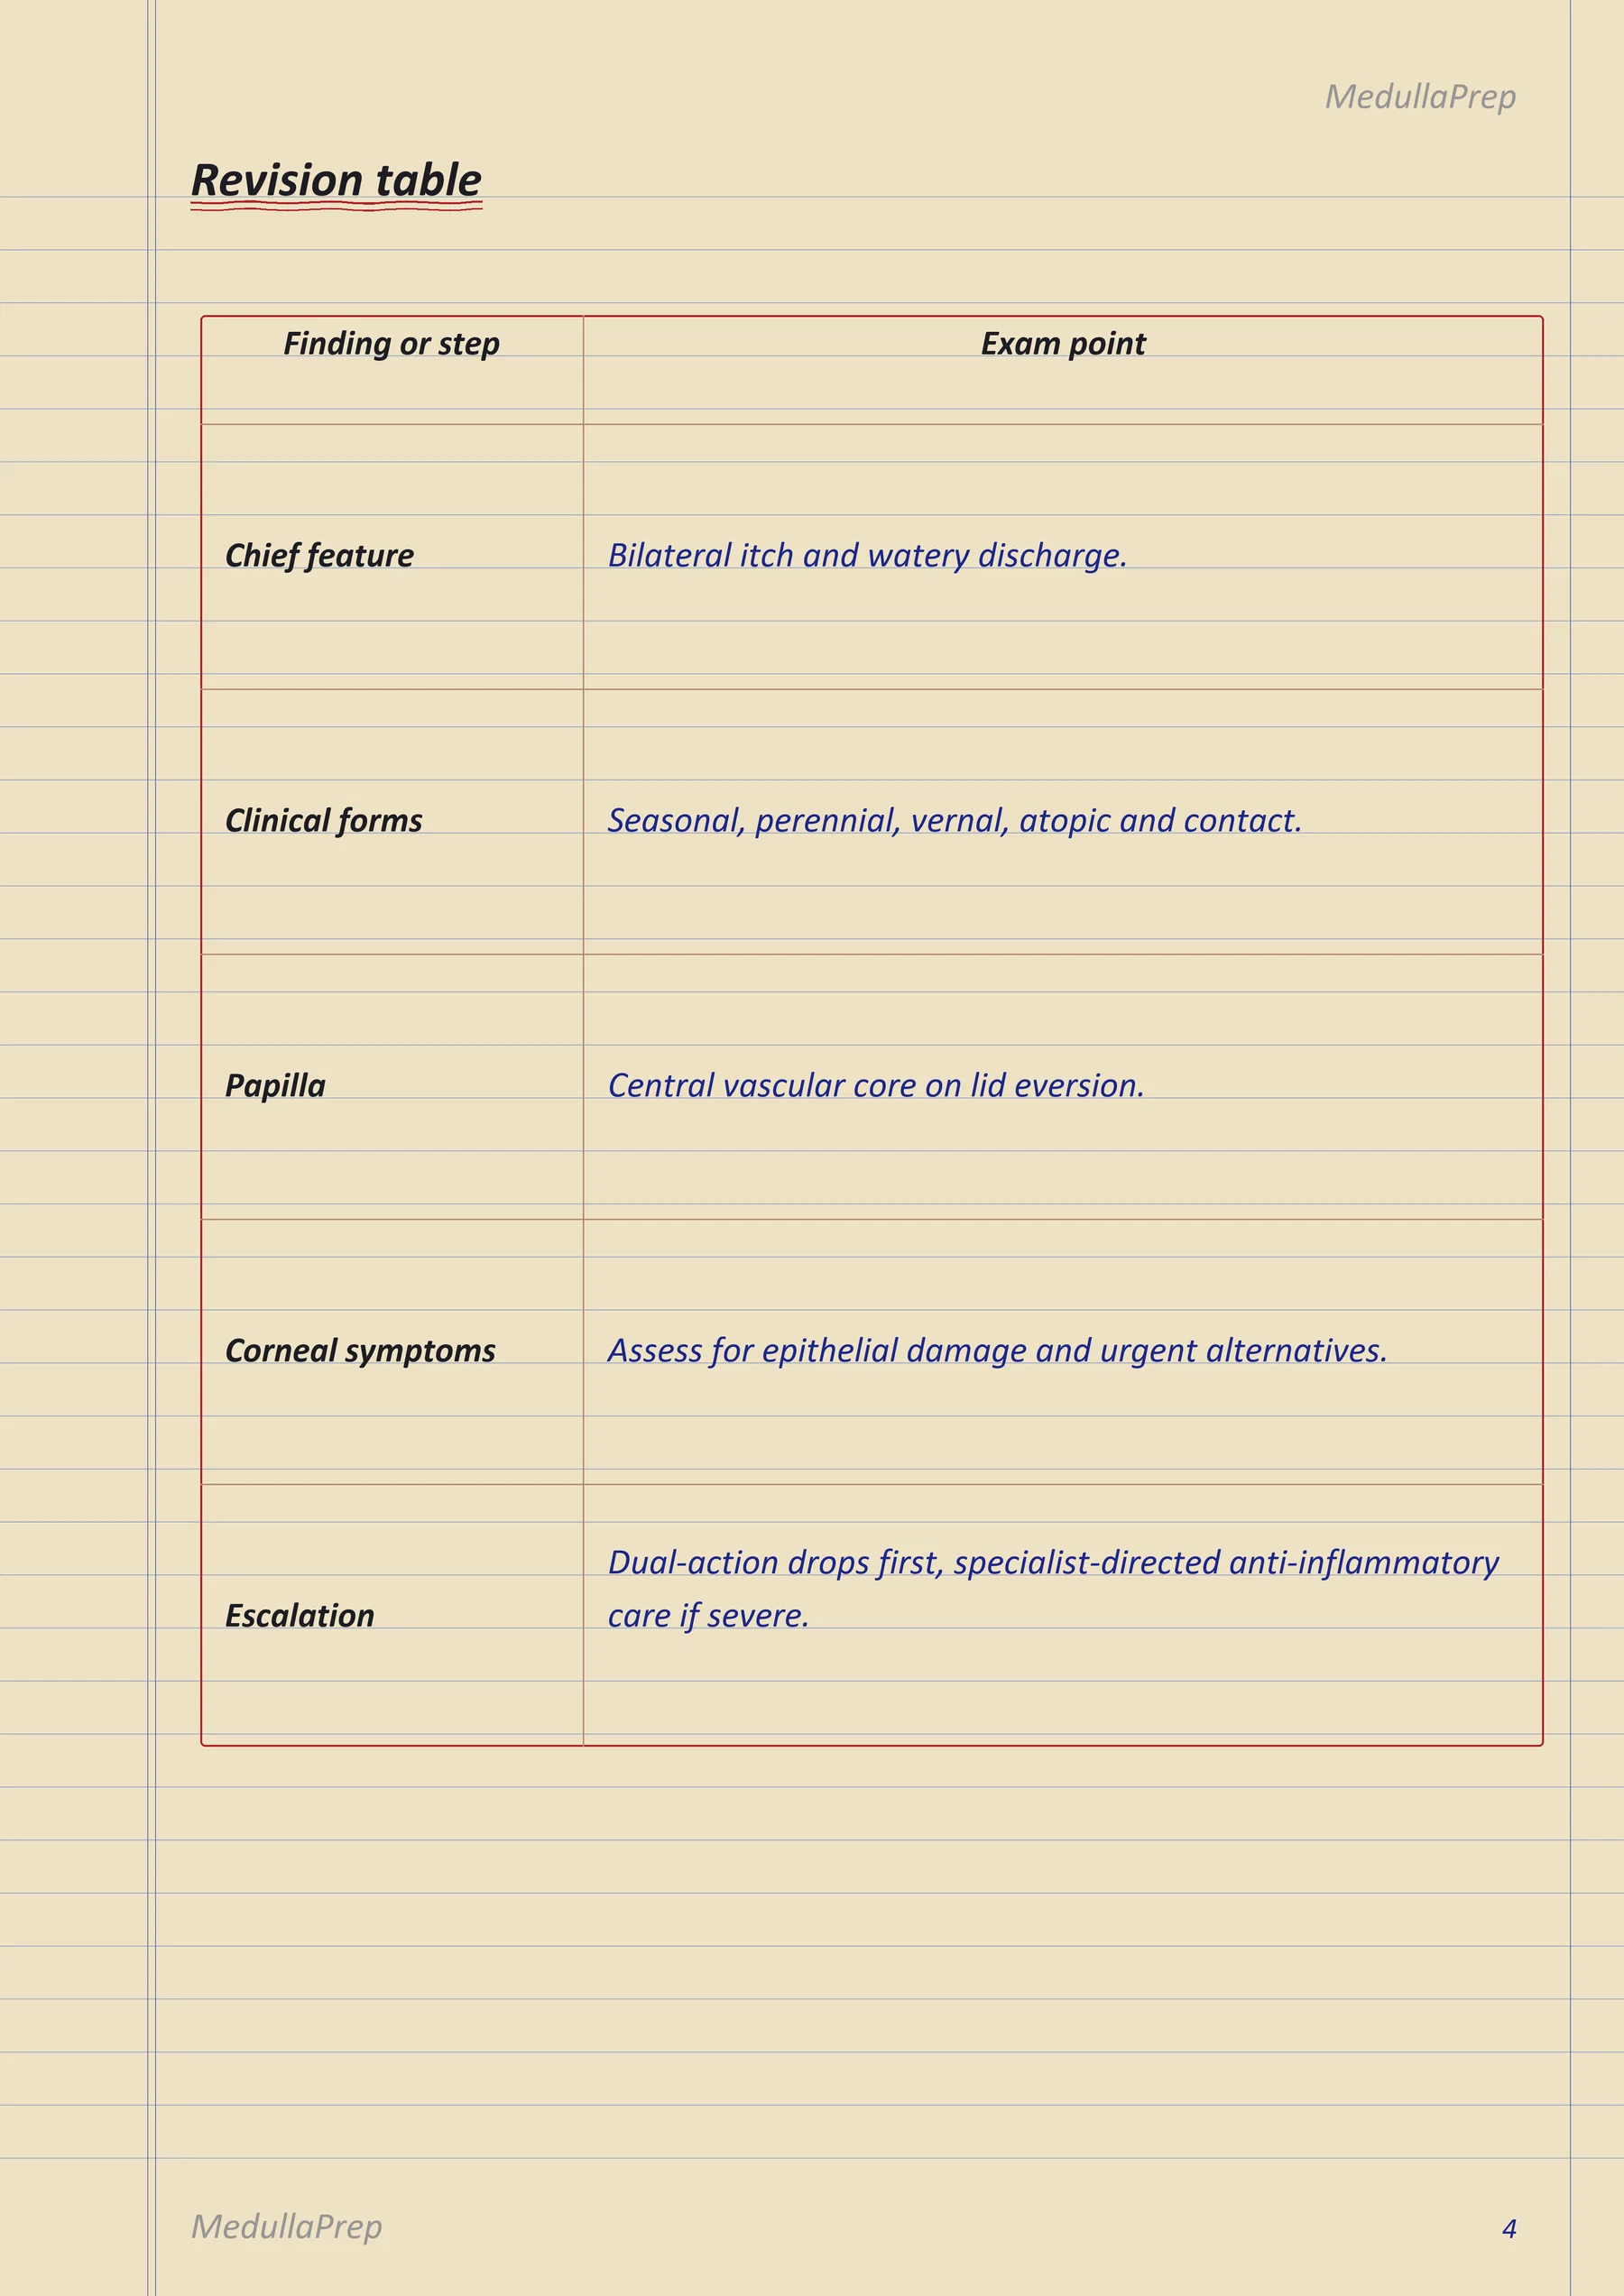 MedullaPrep
Revision table
Finding or step
Exam point
Chief feature
Bilateral itch and watery discharge.
Clinical forms
Seasonal, perennial, vernal, atopic and contact.
Papilla
Central vascular core on lid eversion.
Corneal symptoms
Assess for epithelial damage and urgent alternatives.
Escalation
Dual-action drops first, specialist-directed anti-inflammatory
care if severe.
MedullaPrep
4